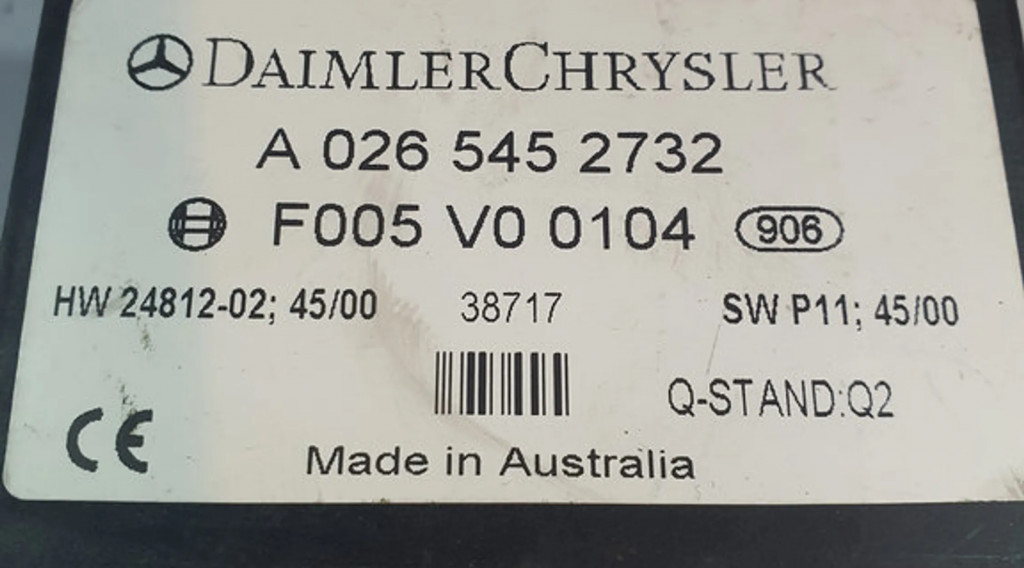 DAIMLERCHRYSLER
A 026 545 2732
F005 V0 0104 906
HW 24812-02; 45/00 38717 SW P11; 45/00
Q-STAND:Q2
CE
Made in Australia